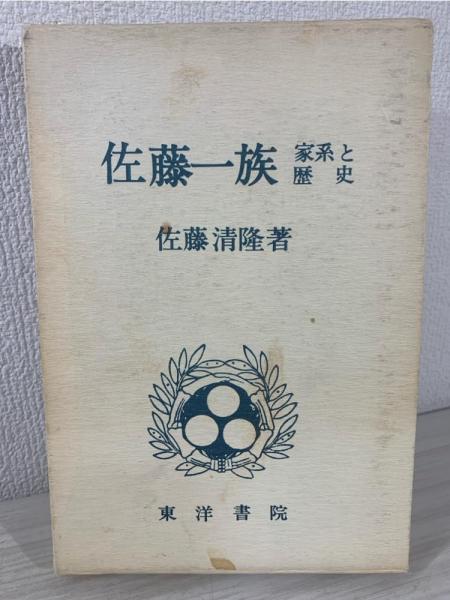 佐藤一族 家系と歴史
佐藤清隆著
東洋書院